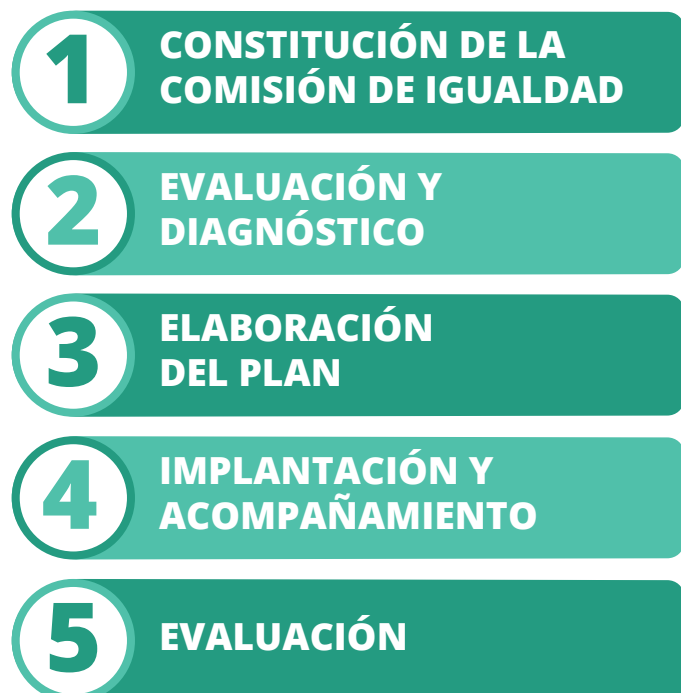 1
CONSTITUCIÓN DE LA
COMISIÓN DE IGUALDAD
2
EVALUACIÓN Y
DIAGNÓSTICO
3
ELABORACIÓN
DEL PLAN
4
IMPLANTACIÓN Y
ACOMPAÑAMIENTO
5
EVALUACIÓN